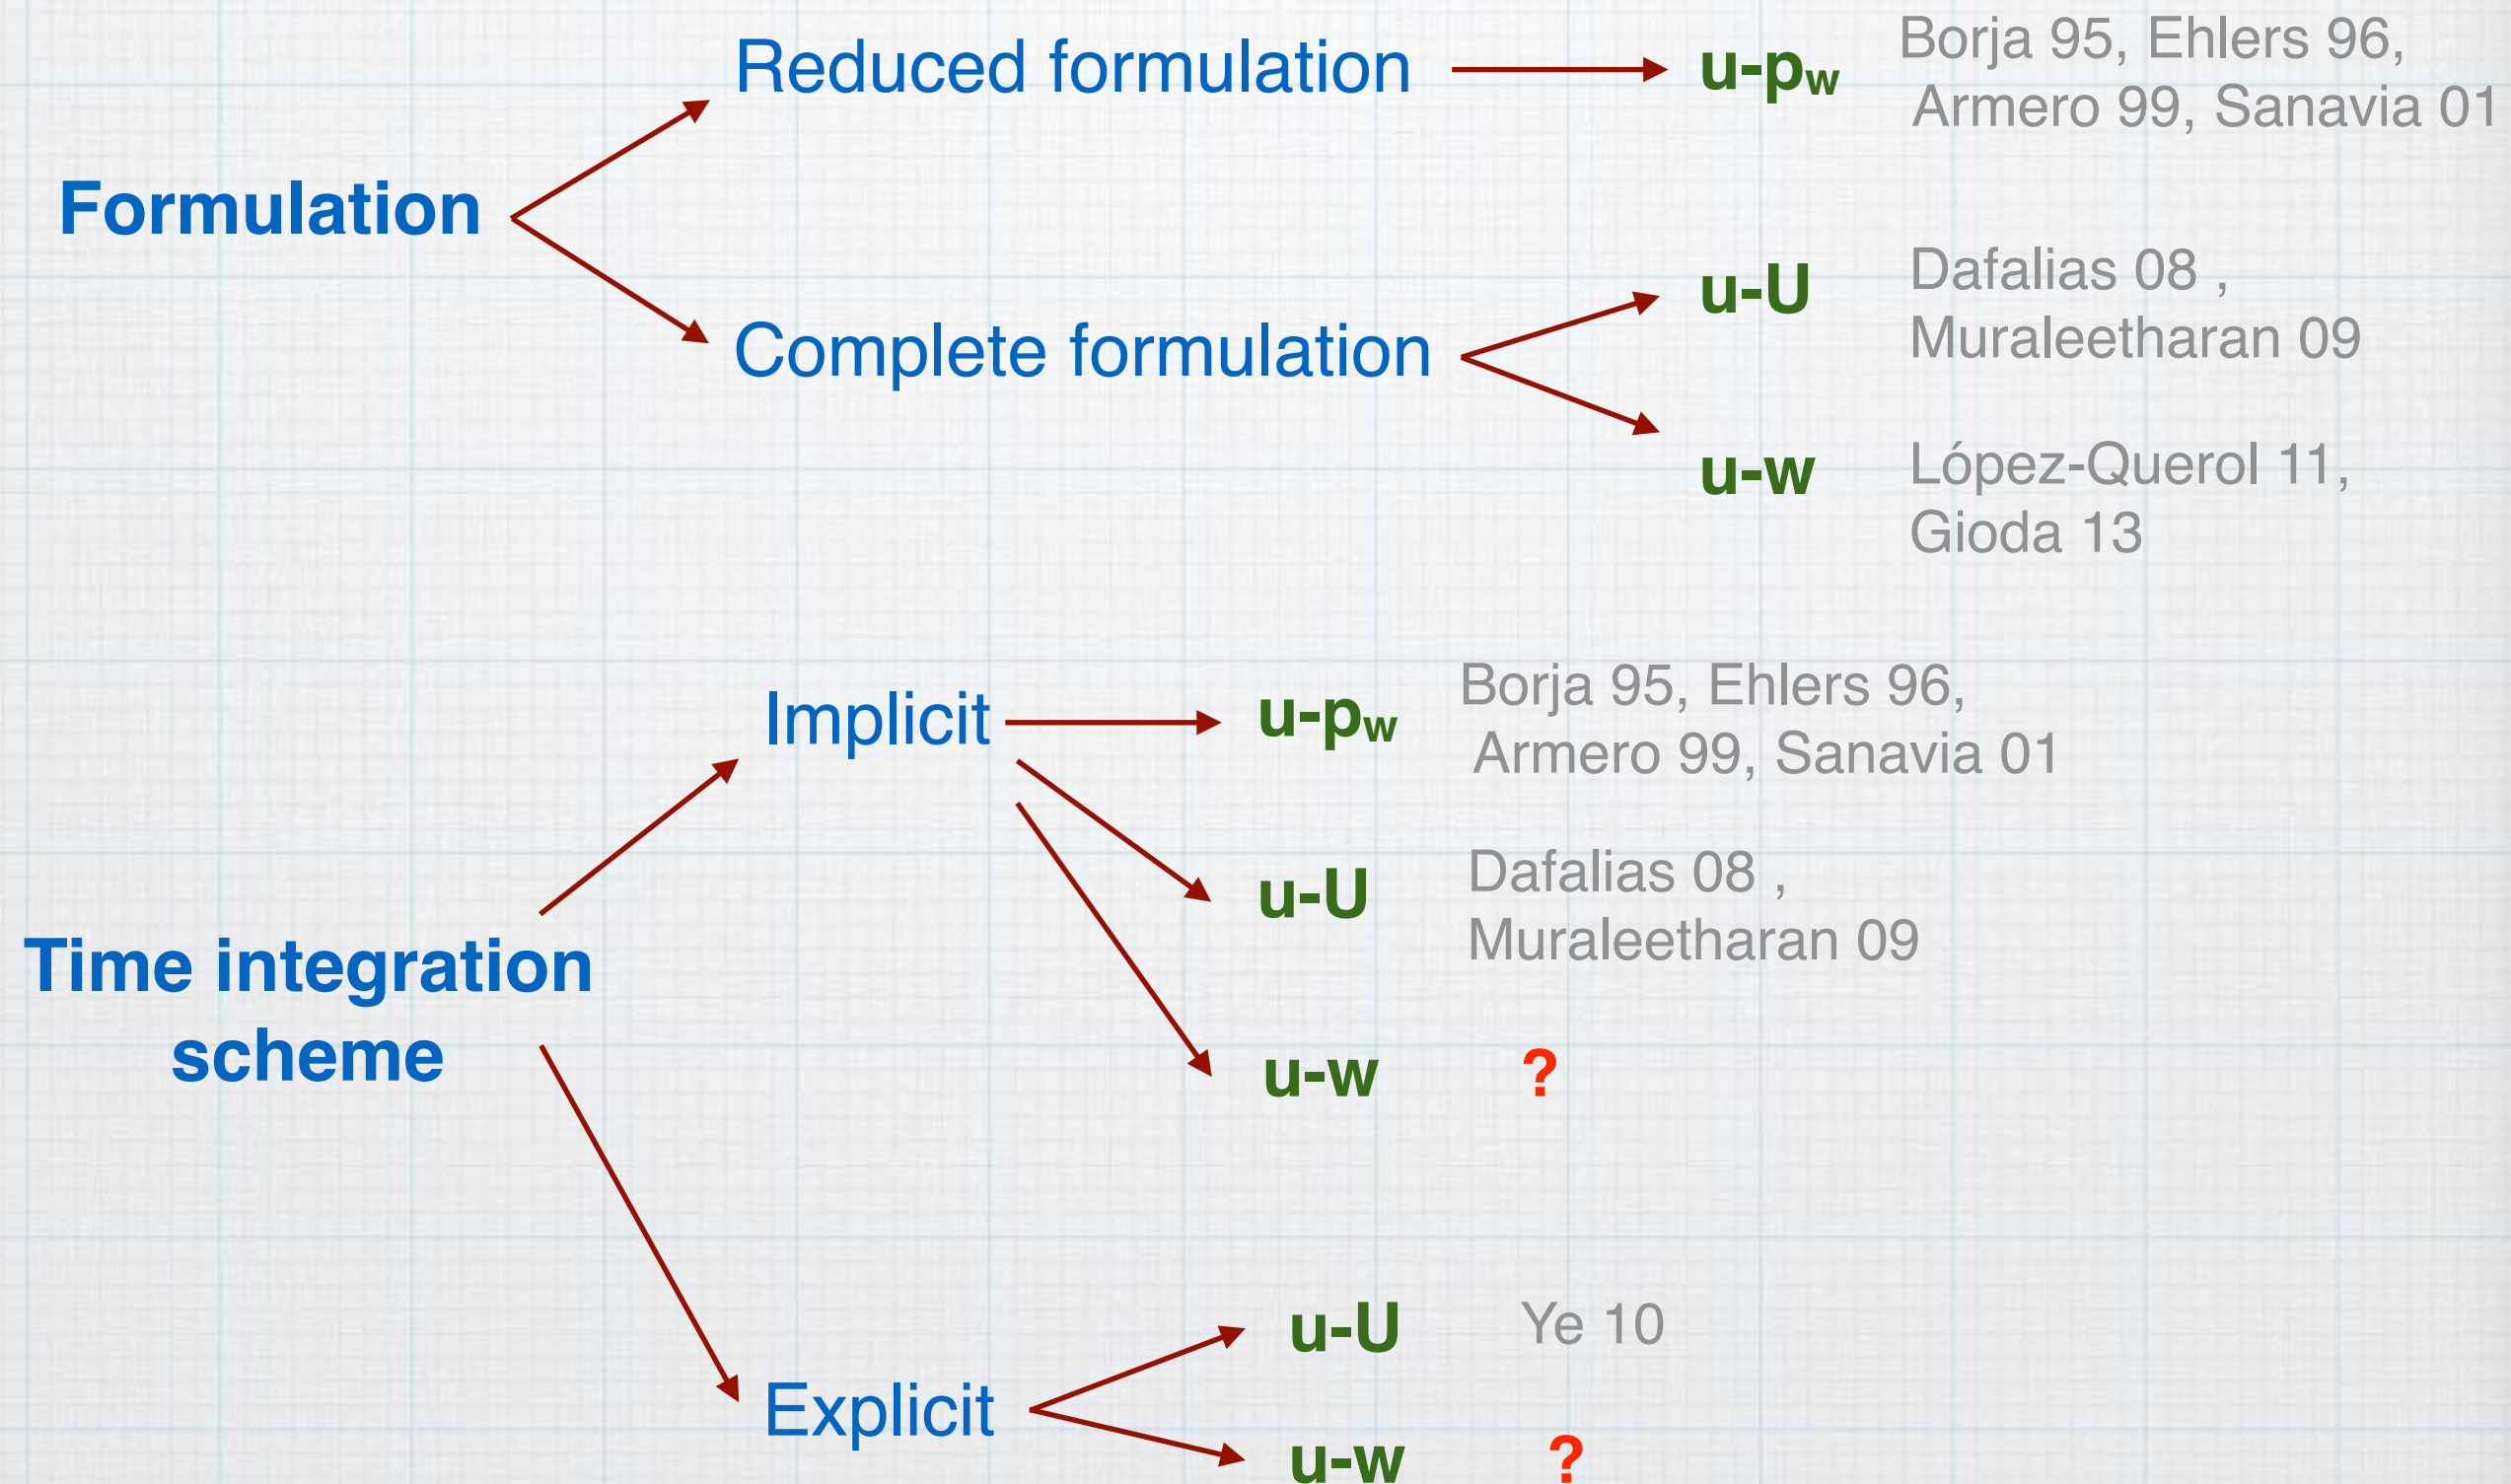 Formulation
Reduced formulation
u-pw
Borja 95, Ehlers 96,
Armero 99, Sanavia 01
Complete formulation
u-U
Dafalias 08 ,
Muraleetharan 09
u-w
López-Querol 11,
Gioda 13
Time integration
scheme
Implicit
u-pw
Borja 95, Ehlers 96,
Armero 99, Sanavia 01
u-U
Dafalias 08 ,
Muraleetharan 09
u-w ?
Explicit
u-U Ye 10
u-w ?